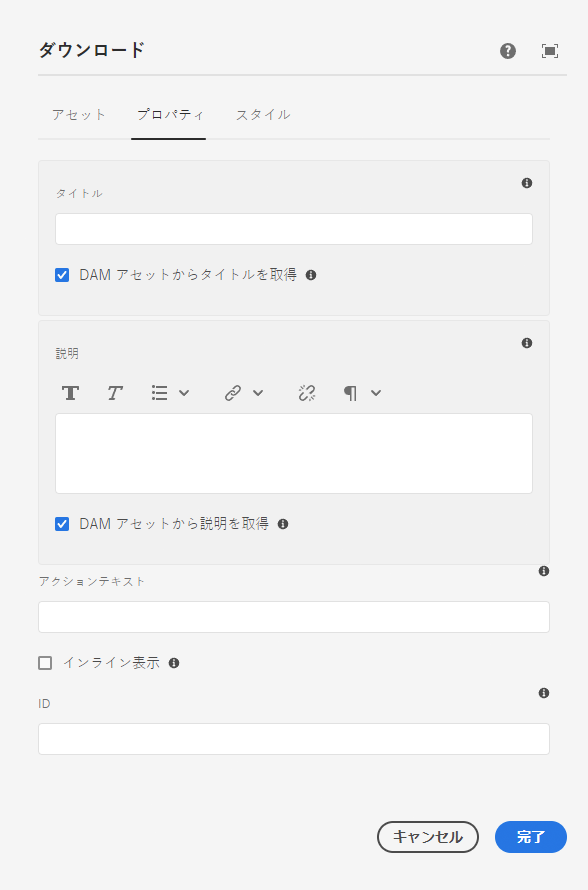 ダウンロード
アセット プロパティ スタイル
タイトル
DAM アセットからタイトルを取得
説明
DAM アセットから説明を取得
アクションテキスト
インライン表示
ID
キャンセル 完了